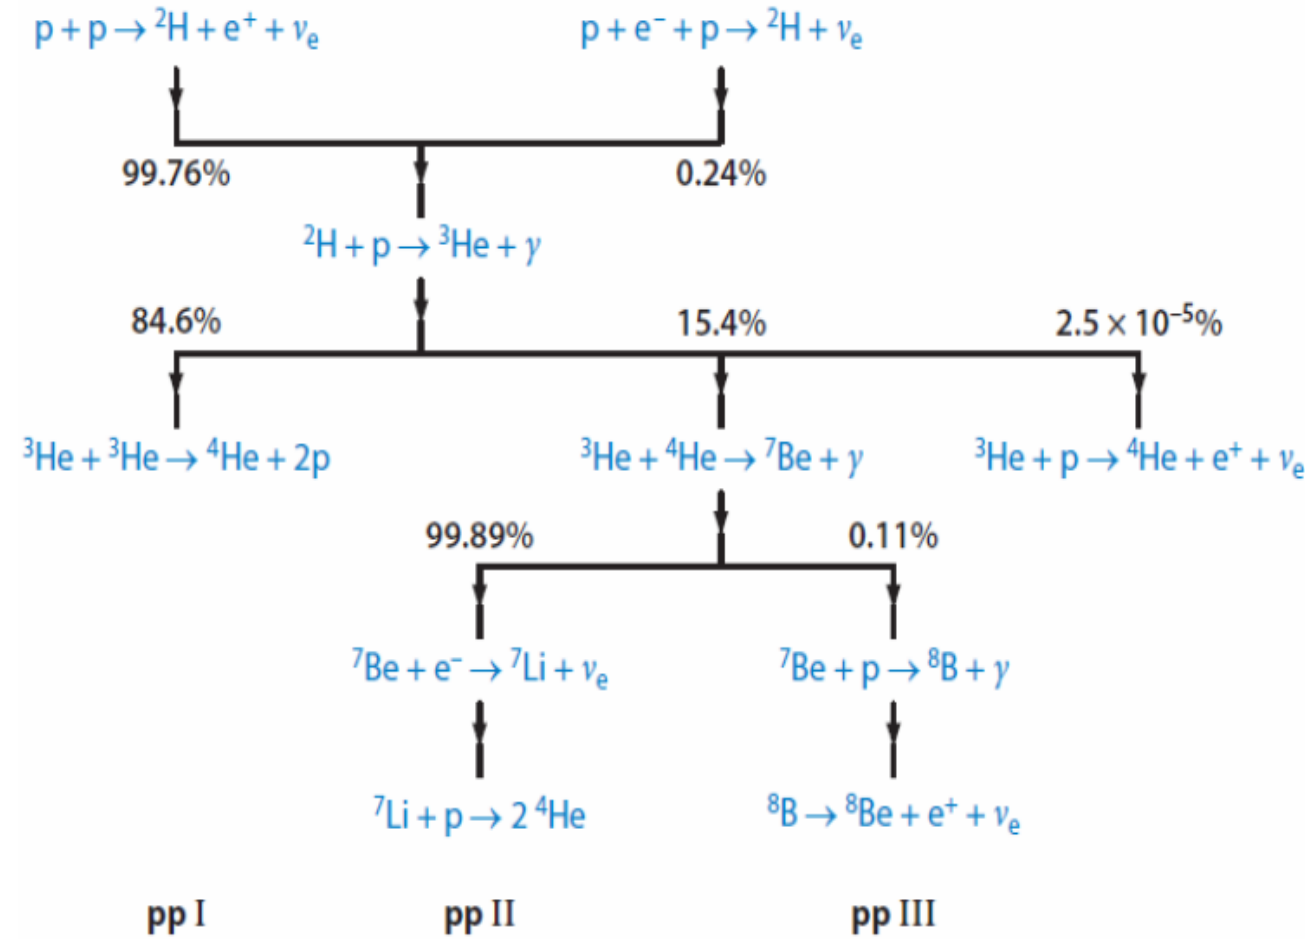 p + p → ²H + e⁺ + νₑ
p + e⁻ + p → ²H + νₑ
99.76%
0.24%
²H + p → ³He + γ
84.6%
15.4%
2.5 × 10⁻⁵%
³He + ³He → ⁴He + 2p
³He + ⁴He → ⁷Be + γ
³He + p → ⁴He + e⁺ + νₑ
99.89%
0.11%
⁷Be + e⁻ → ⁷Li + νₑ
⁷Be + p → ⁸B + γ
⁷Li + p → 2 ⁴He
⁸B → ⁸Be + e⁺ + νₑ
pp I
pp II
pp III